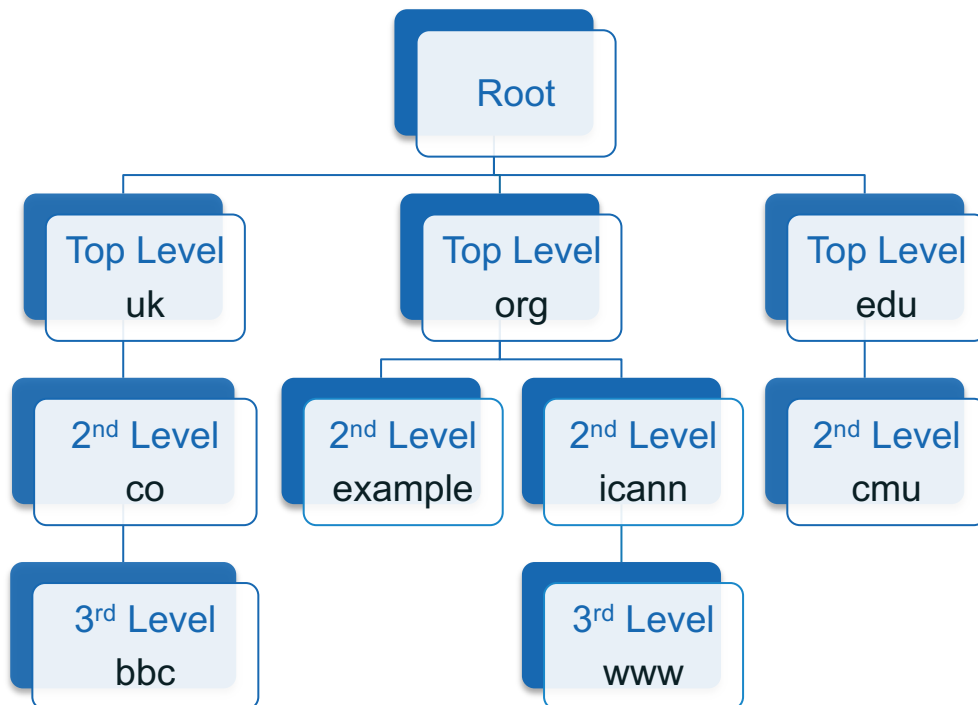 Root
Top Level
uk
Top Level
org
Top Level
edu
2nd Level
co
2nd Level
example
2nd Level
icann
2nd Level
cmu
3rd Level
bbc
3rd Level
www